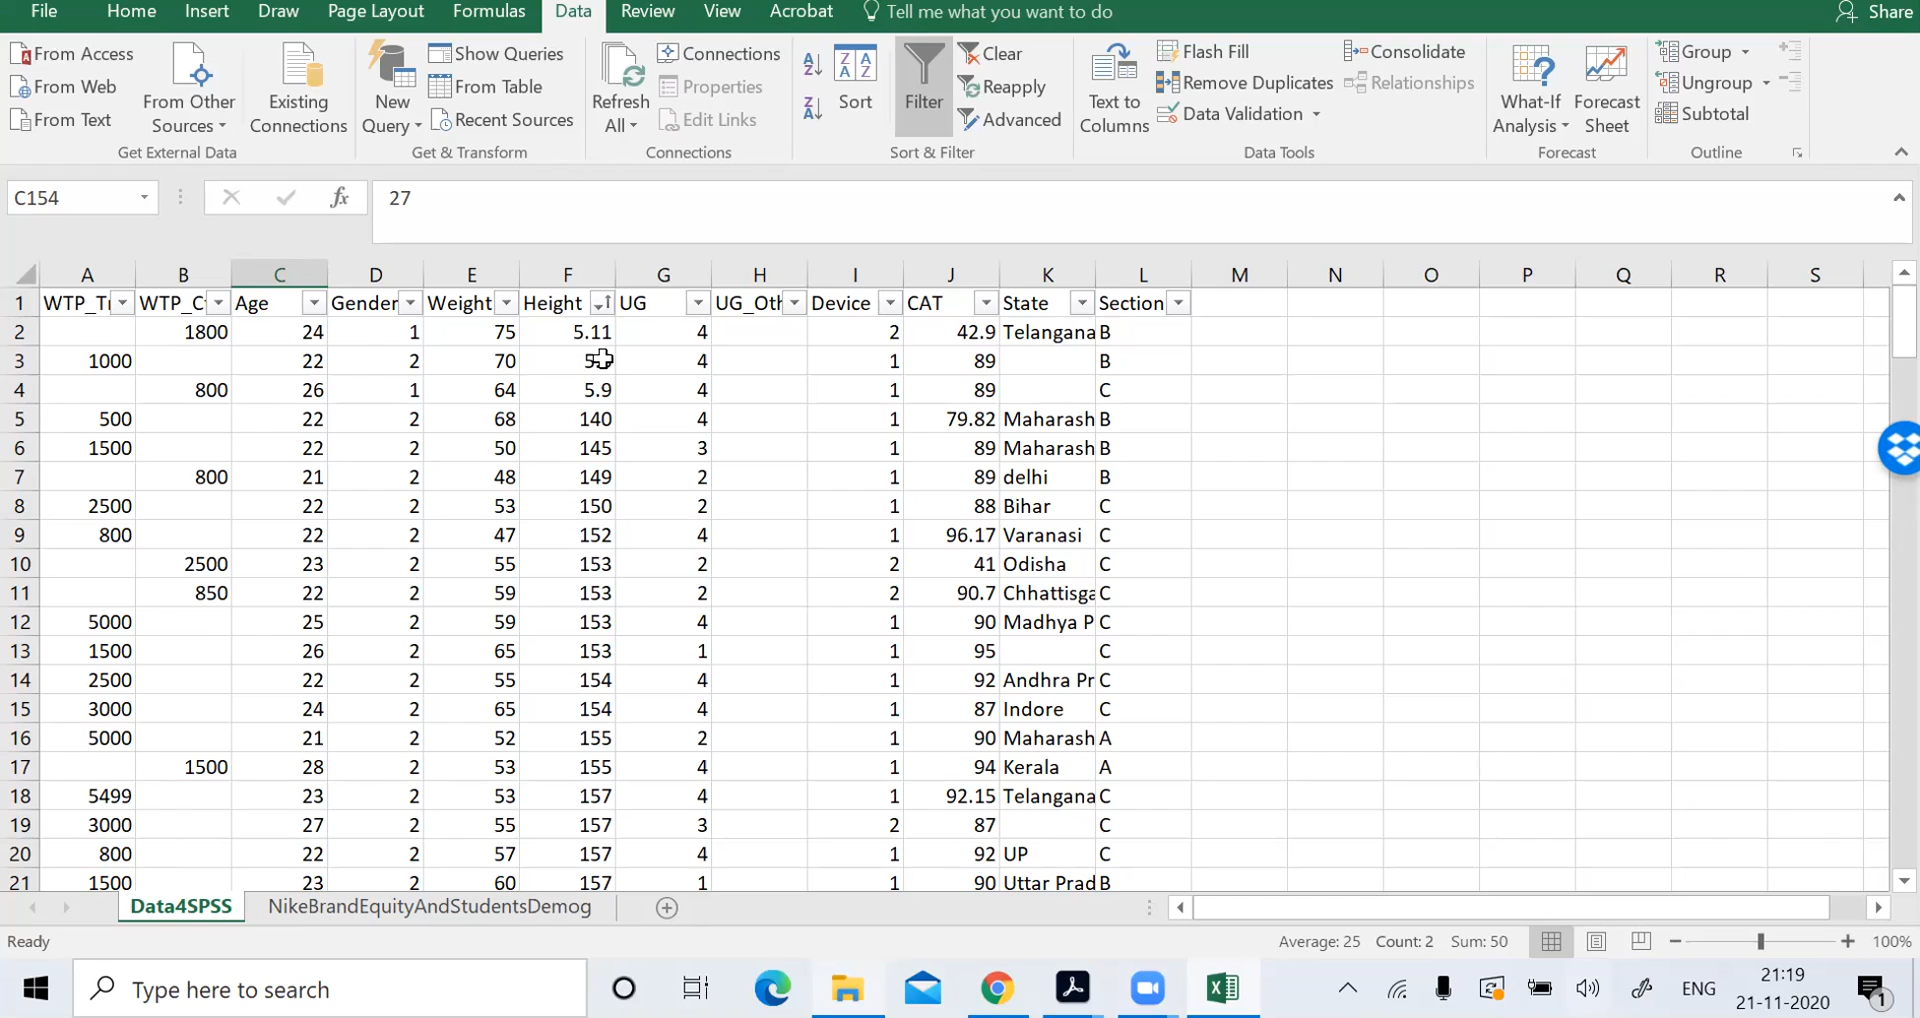 File Home Insert Draw Page Layout Formulas Data Review View Acrobat Tell me what you want to do Share
From Access Show Queries Connections Clear Flash Fill Consolidate Group
From Web From Table Properties Reapply Remove Duplicates Relationships Ungroup
From Text Recent Sources Edit Links Advanced Data Validation Subtotal
From Other Sources Existing Connections New Query Refresh All Sort Filter Text to Columns What-If Analysis Forecast Sheet
Get External Data Get & Transform Connections Sort & Filter Data Tools Forecast Outline
C154 fx 27
A B C D E F G H I J K L M N O P Q R S
1 WTP_Tr WTP_C Age Gender Weight Height UG UG_Oth Device CAT State Section
2 1800 24 1 75 5.11 4 2 42.9 Telangana B
3 1000 22 2 70 4 1 89 B
4 800 26 1 64 5.9 4 1 89 C
5 500 22 2 68 140 4 1 79.82 Maharash B
6 1500 22 2 50 145 3 1 89 Maharash B
7 800 21 2 48 149 2 1 89 delhi B
8 2500 22 2 53 150 2 1 88 Bihar C
9 800 22 2 47 152 4 1 96.17 Varanasi C
10 2500 23 2 55 153 2 2 41 Odisha C
11 850 22 2 59 153 2 2 90.7 Chhattisga C
12 5000 25 2 59 153 4 1 90 Madhya P C
13 1500 26 2 65 153 1 1 95 C
14 2500 22 2 55 154 4 1 92 Andhra Pr C
15 3000 24 2 65 154 4 1 87 Indore C
16 5000 21 2 52 155 2 1 90 Maharash A
17 1500 28 2 53 155 4 1 94 Kerala A
18 5499 23 2 53 157 4 1 92.15 Telangana C
19 3000 27 2 55 157 3 2 87 C
20 800 22 2 57 157 4 1 92 UP C
21 1500 23 2 60 157 1 1 90 Uttar Prad B
Data4SPSS NikeBrandEquityAndStudentsDemog
Ready Average: 25 Count: 2 Sum: 50 100%
Type here to search ENG 21:19
21-11-2020 1